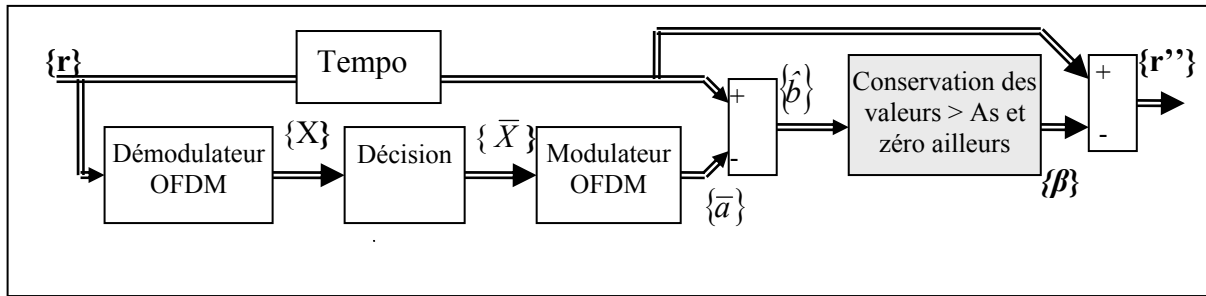 {r}
Tempo
+
-
{b̂}
Conservation des
valeurs > As et
zéro ailleurs
+
-
{r’’}
Démodulateur
OFDM
{X}
Décision
{ X̅ }
Modulateur
OFDM
{a̅}
{β}